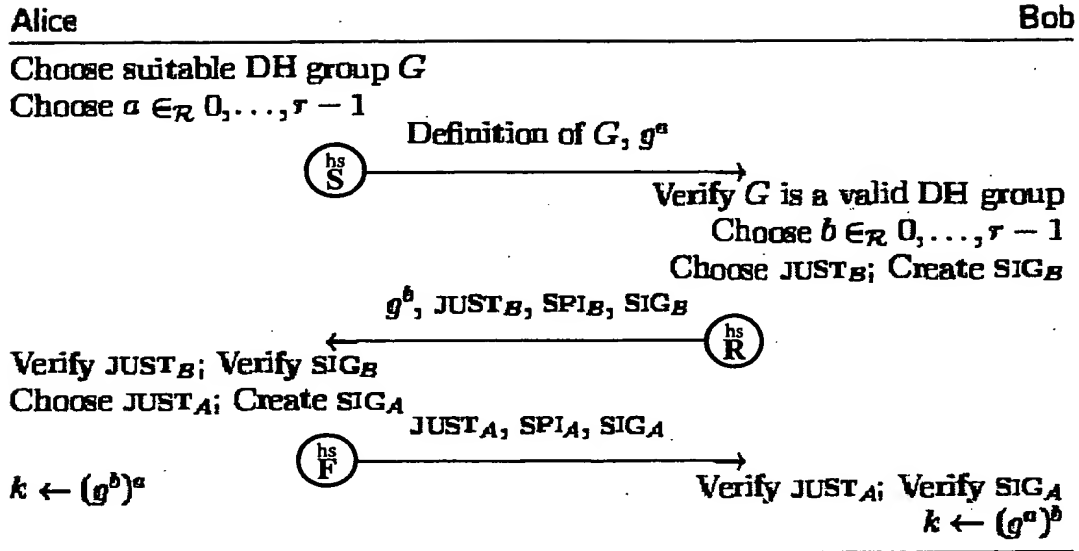 Alice Bob
Choose suitable DH group G
Choose a ∈R 0,...,r − 1
Definition of G, g^a
hs
S
Verify G is a valid DH group
Choose b ∈R 0,...,r − 1
Choose JUST_B; Create SIG_B
g^b, JUST_B, SPI_B, SIG_B
hs
R
Verify JUST_B; Verify SIG_B
Choose JUST_A; Create SIG_A
JUST_A, SPI_A, SIG_A
hs
F
k ← (g^b)^a
Verify JUST_A; Verify SIG_A
k ← (g^a)^b